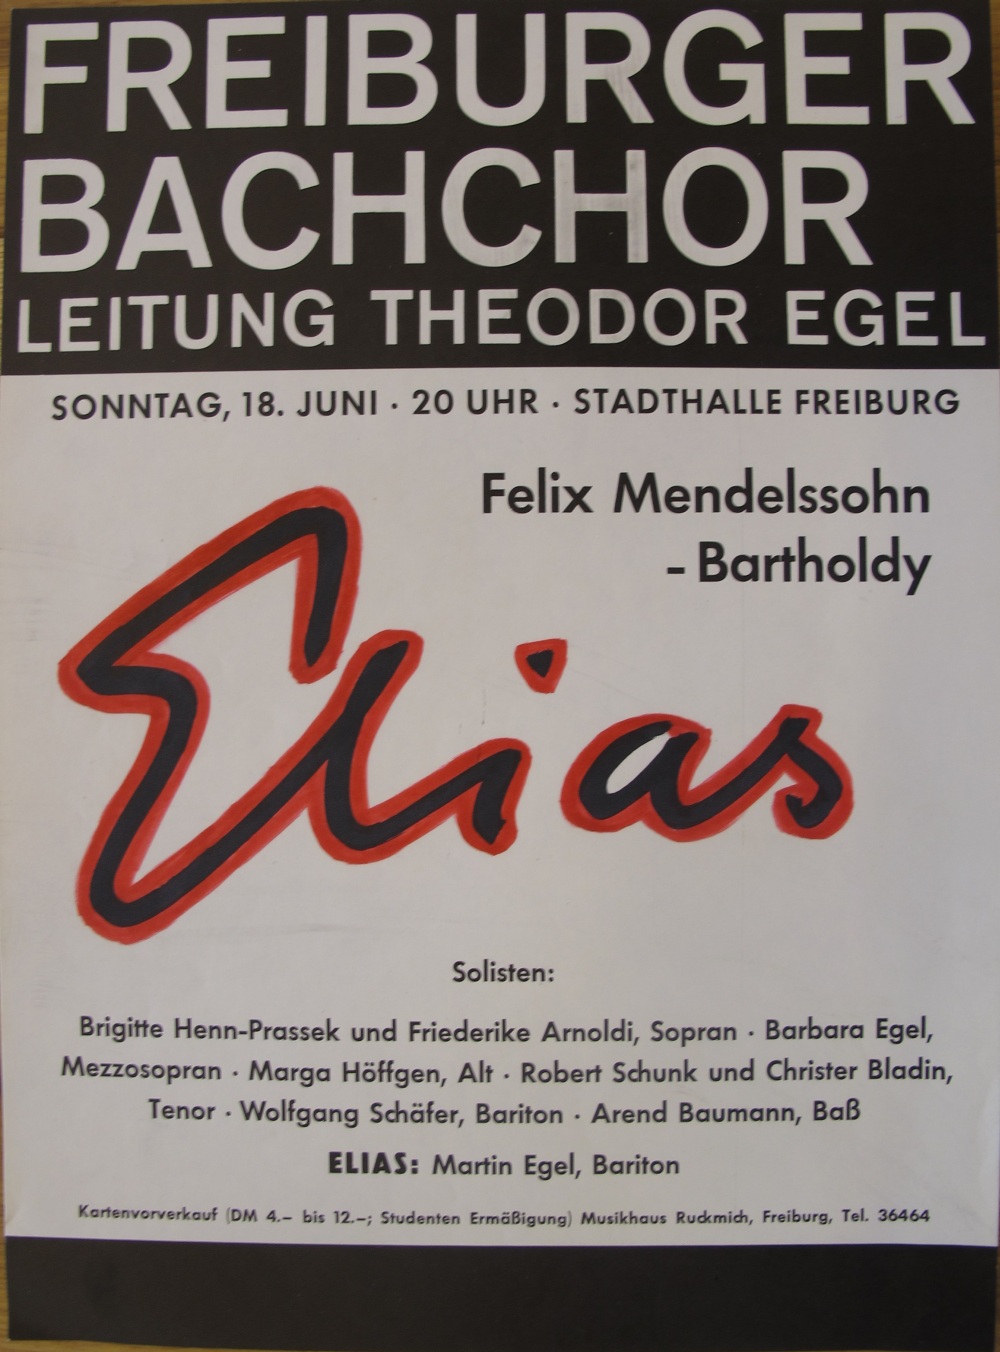 FREIBURGER
BACHCHOR
LEITUNG THEODOR EGEL
SONNTAG, 18. JUNI · 20 UHR · STADTHALLE FREIBURG
Felix Mendelssohn
- Bartholdy
Elias
Solisten:
Brigitte Henn-Prassek und Friederike Arnoldi, Sopran · Barbara Egel,
Mezzosopran · Marga Höffgen, Alt · Robert Schunk und Christer Bladin,
Tenor · Wolfgang Schäfer, Bariton · Arend Baumann, Baß
ELIAS: Martin Egel, Bariton
Kartenvorverkauf (DM 4.– bis 12.–; Studenten Ermäßigung) Musikhaus Ruckmich, Freiburg, Tel. 36464